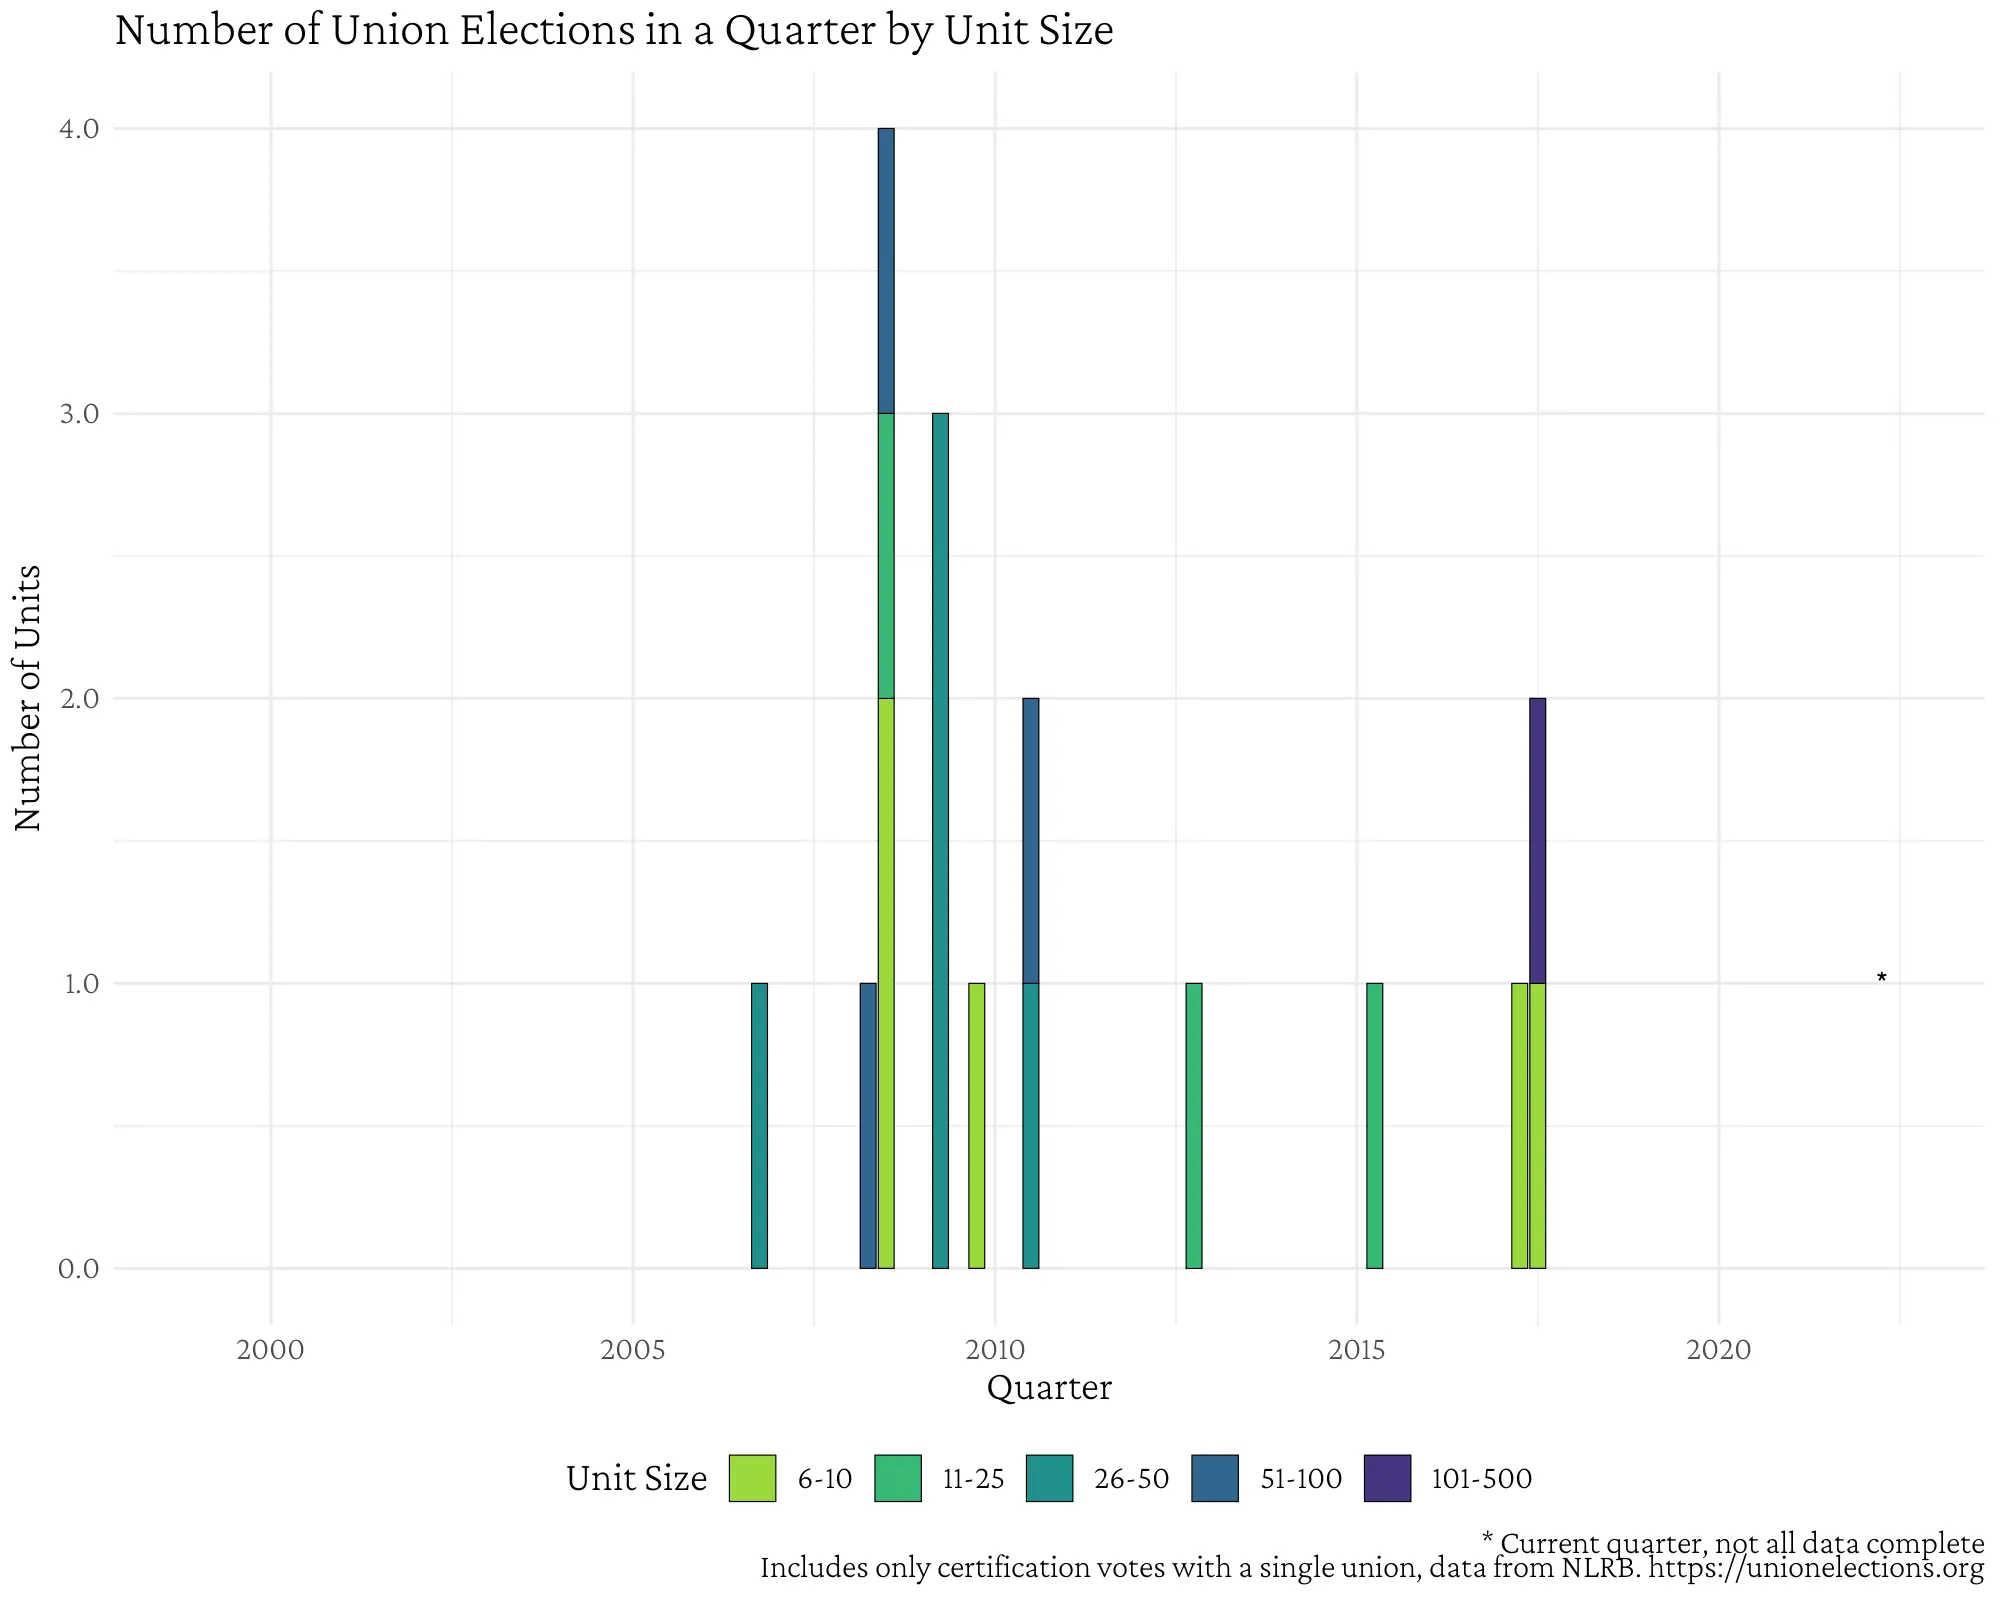 Number of Union Elections in a Quarter by Unit Size
Number of Units
4.0
3.0
2.0
1.0
0.0
*
2000 2005 2010 2015 2020
Quarter
Unit Size 6-10 11-25 26-50 51-100 101-500
* Current quarter, not all data complete
Includes only certification votes with a single union, data from NLRB. https://unionelections.org